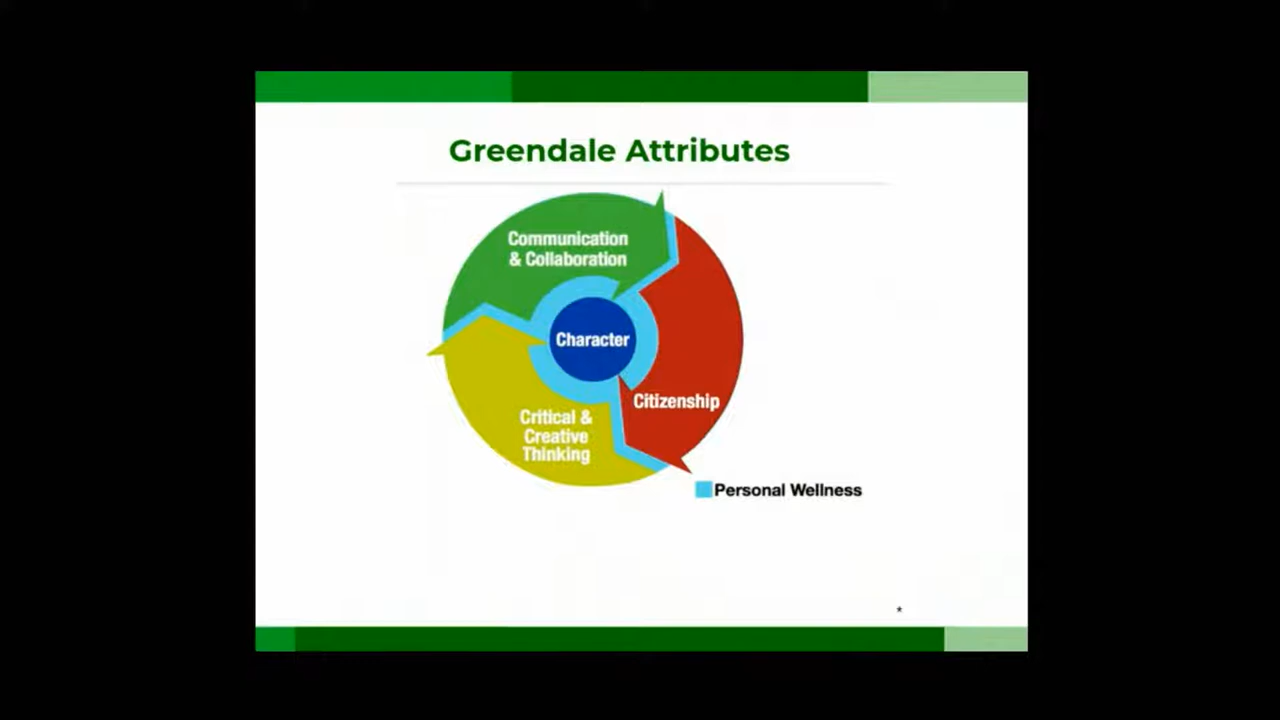 Greendale Attributes
Communication
& Collaboration
Character
Citizenship
Critical &
Creative
Thinking
Personal Wellness
*